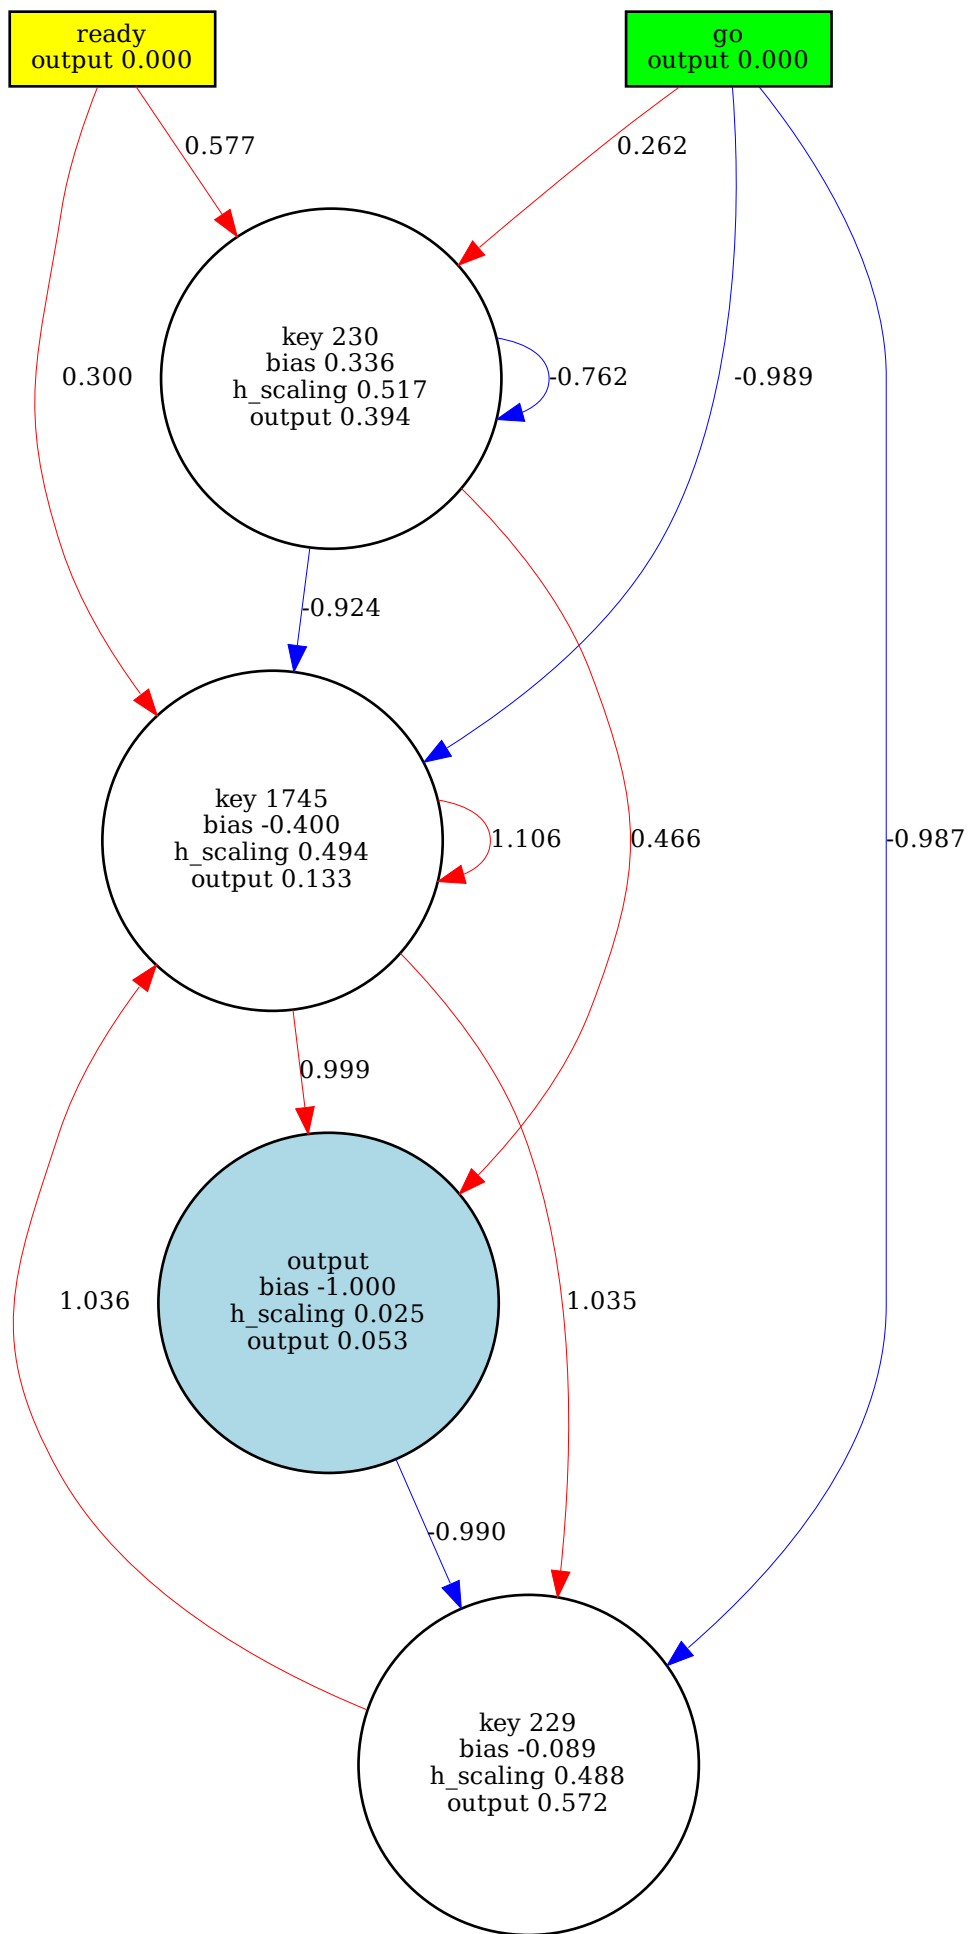 ready
output 0.000
go
output 0.000
0.577
0.262
key 230
bias 0.336
h_scaling 0.517
output 0.394
0.300
-0.762
-0.989
-0.924
key 1745
bias -0.400
h_scaling 0.494
output 0.133
1.106
0.466
-0.987
0.999
output
bias -1.000
h_scaling 0.025
output 0.053
1.036
1.035
-0.990
key 229
bias -0.089
h_scaling 0.488
output 0.572